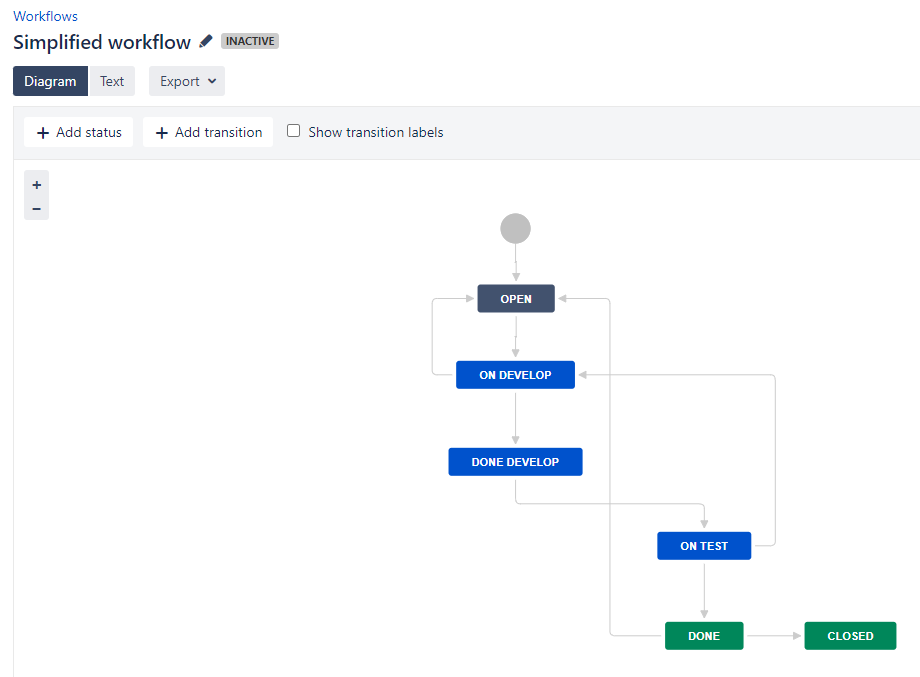 Workflows
Simplified workflow INACTIVE
Diagram Text Export
+ Add status + Add transition Show transition labels
+
−
OPEN
ON DEVELOP
DONE DEVELOP
ON TEST
DONE CLOSED